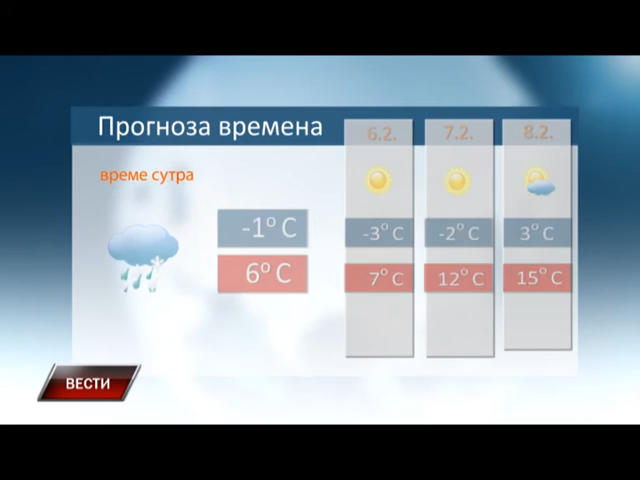 Прогноза времена
6.2. 7.2. 8.2.
време сутра
-1° C -3° C -2° C 3° C
6° C 7° C 12° C 15° C
ВЕСТИ